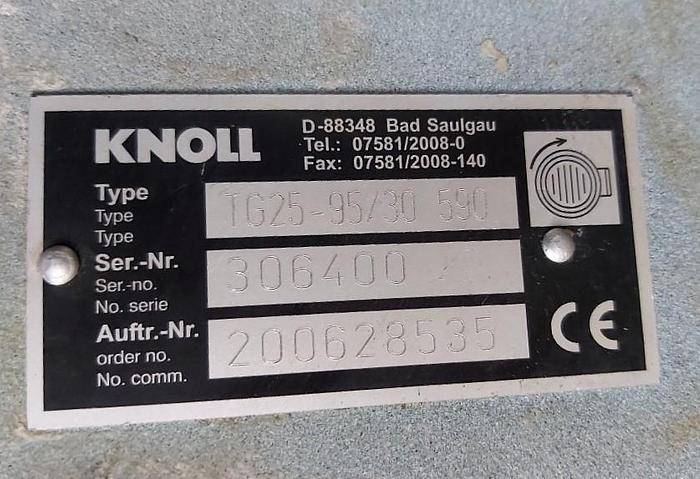 KNOLL
D-88348 Bad Saulgau
Tel.: 07581/2008-0
Fax: 07581/2008-140
Type
Type
Type
TG25-95/30 590
Ser.-Nr.
Ser.-no.
No. serie
306400
Auftr.-Nr.
order no.
No. comm.
200628535
CE